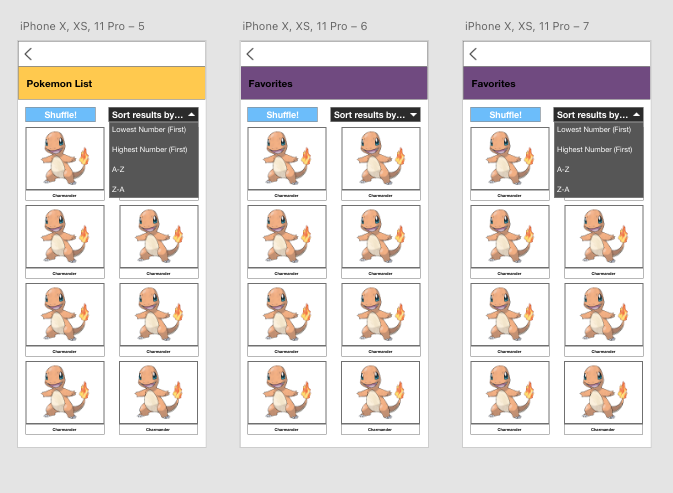 iPhone X, XS, 11 Pro – 5
Pokemon List
Shuffle!
Sort results by...
Lowest Number (First)
Highest Number (First)
A-Z
Z-A
Charmander
Charmander
Charmander
Charmander
Charmander
Charmander
Charmander
iPhone X, XS, 11 Pro – 6
Favorites
Shuffle!
Sort results by...
Charmander
Charmander
Charmander
Charmander
Charmander
Charmander
Charmander
Charmander
iPhone X, XS, 11 Pro – 7
Favorites
Shuffle!
Sort results by...
Lowest Number (First)
Highest Number (First)
A-Z
Z-A
Charmander
Charmander
Charmander
Charmander
Charmander
Charmander
Charmander